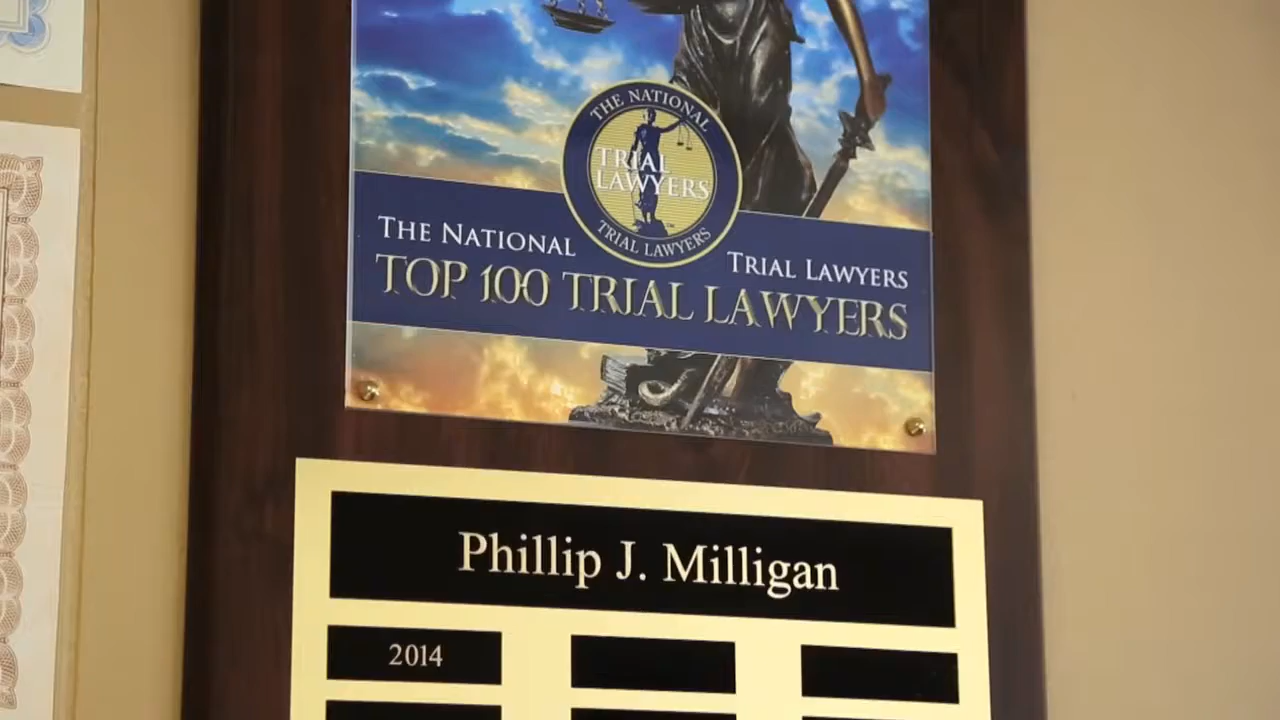 THE NATIONAL
TRIAL
LAWYERS
TRIAL LAWYERS
THE NATIONAL
TRIAL LAWYERS
TOP 100 TRIAL LAWYERS
Phillip J. Milligan
2014